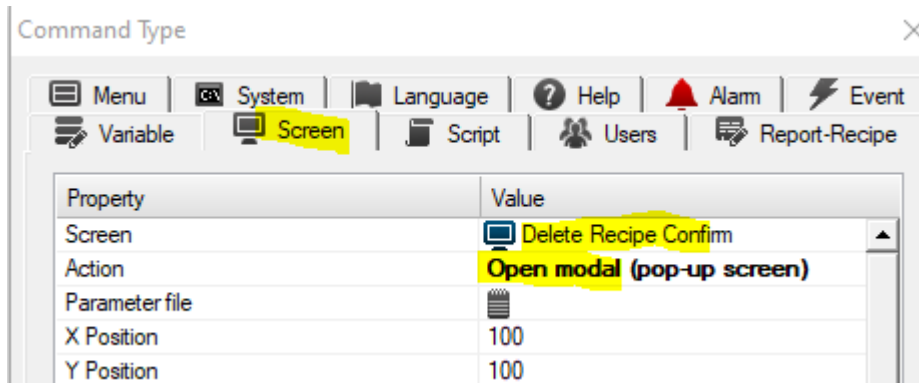 Command Type
Menu System Language Help Alarm Event
Variable Screen Script Users Report-Recipe
Property Value
Screen Delete Recipe Confirm
Action Open modal (pop-up screen)
Parameter file
X Position 100
Y Position 100